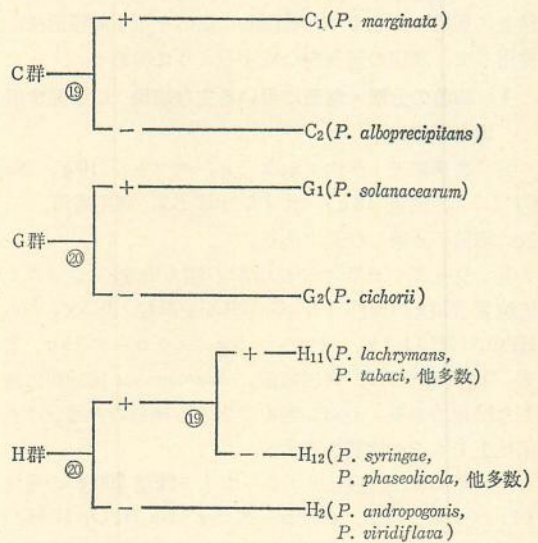 + C₁(P. marginata)
C群
⑲
− C₂(P. alboprecipitans)
+ G₁(P. solanacearum)
G群
⑳
− G₂(P. cichorii)
+ H₁₁(P. lachrymans,
P. tabaci, 他多数)
+
⑲
− H₁₂(P. syringae,
P. phaseolicola, 他多数)
H群
⑳
− H₂(P. andropogonis,
P. viridiflava)